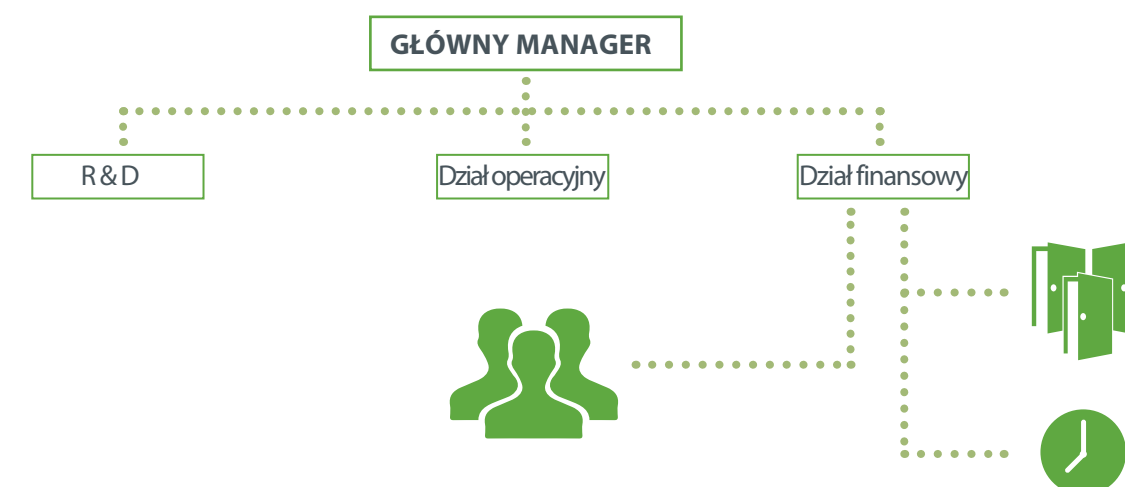 GŁÓWNY MANAGER
R & D
Dział operacyjny
Dział finansowy